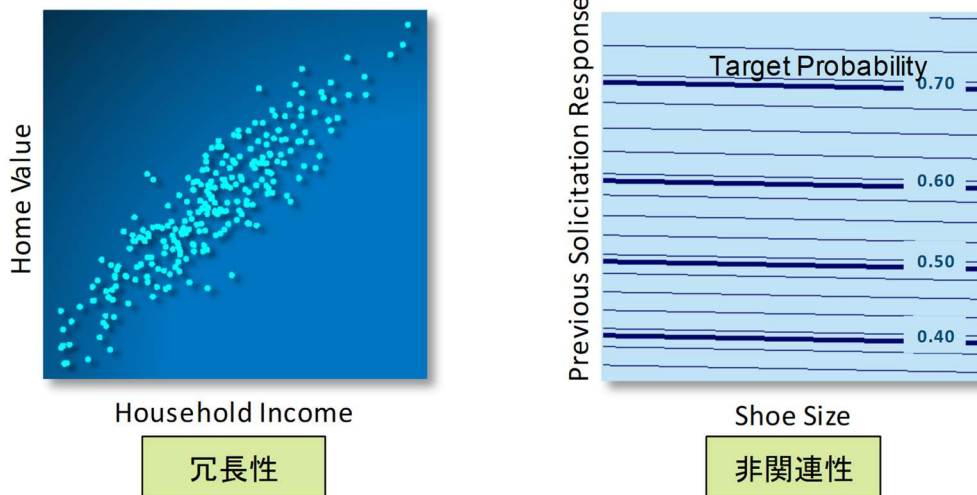 Home Value
Household Income
冗長性
Previous Solicitation Response
Target Probability
0.70
0.60
0.50
0.40
Shoe Size
非関連性